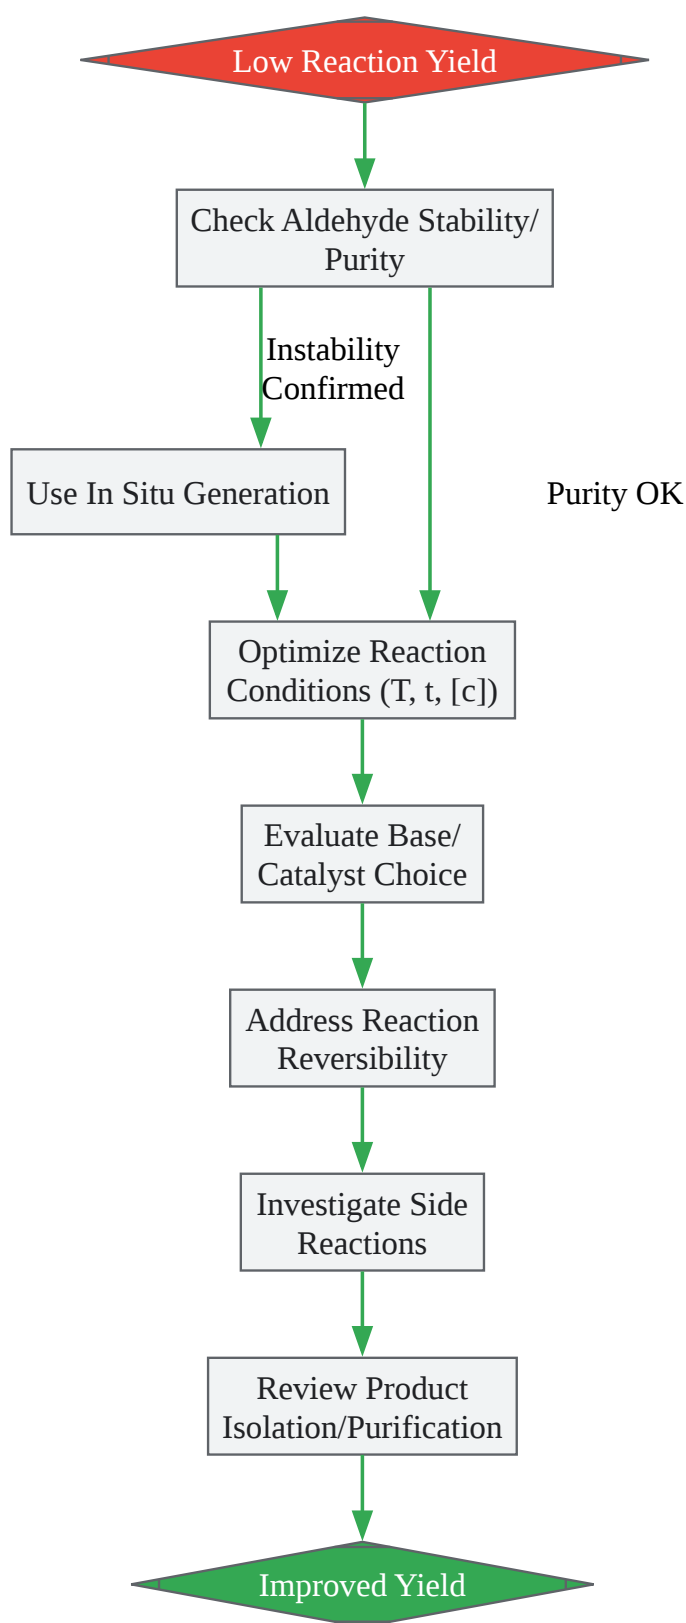 Low Reaction Yield
Check Aldehyde Stability/
Purity
Instability
Confirmed
Use In Situ Generation
Purity OK
Optimize Reaction
Conditions (T, t, [c])
Evaluate Base/
Catalyst Choice
Address Reaction
Reversibility
Investigate Side
Reactions
Review Product
Isolation/Purification
Improved Yield